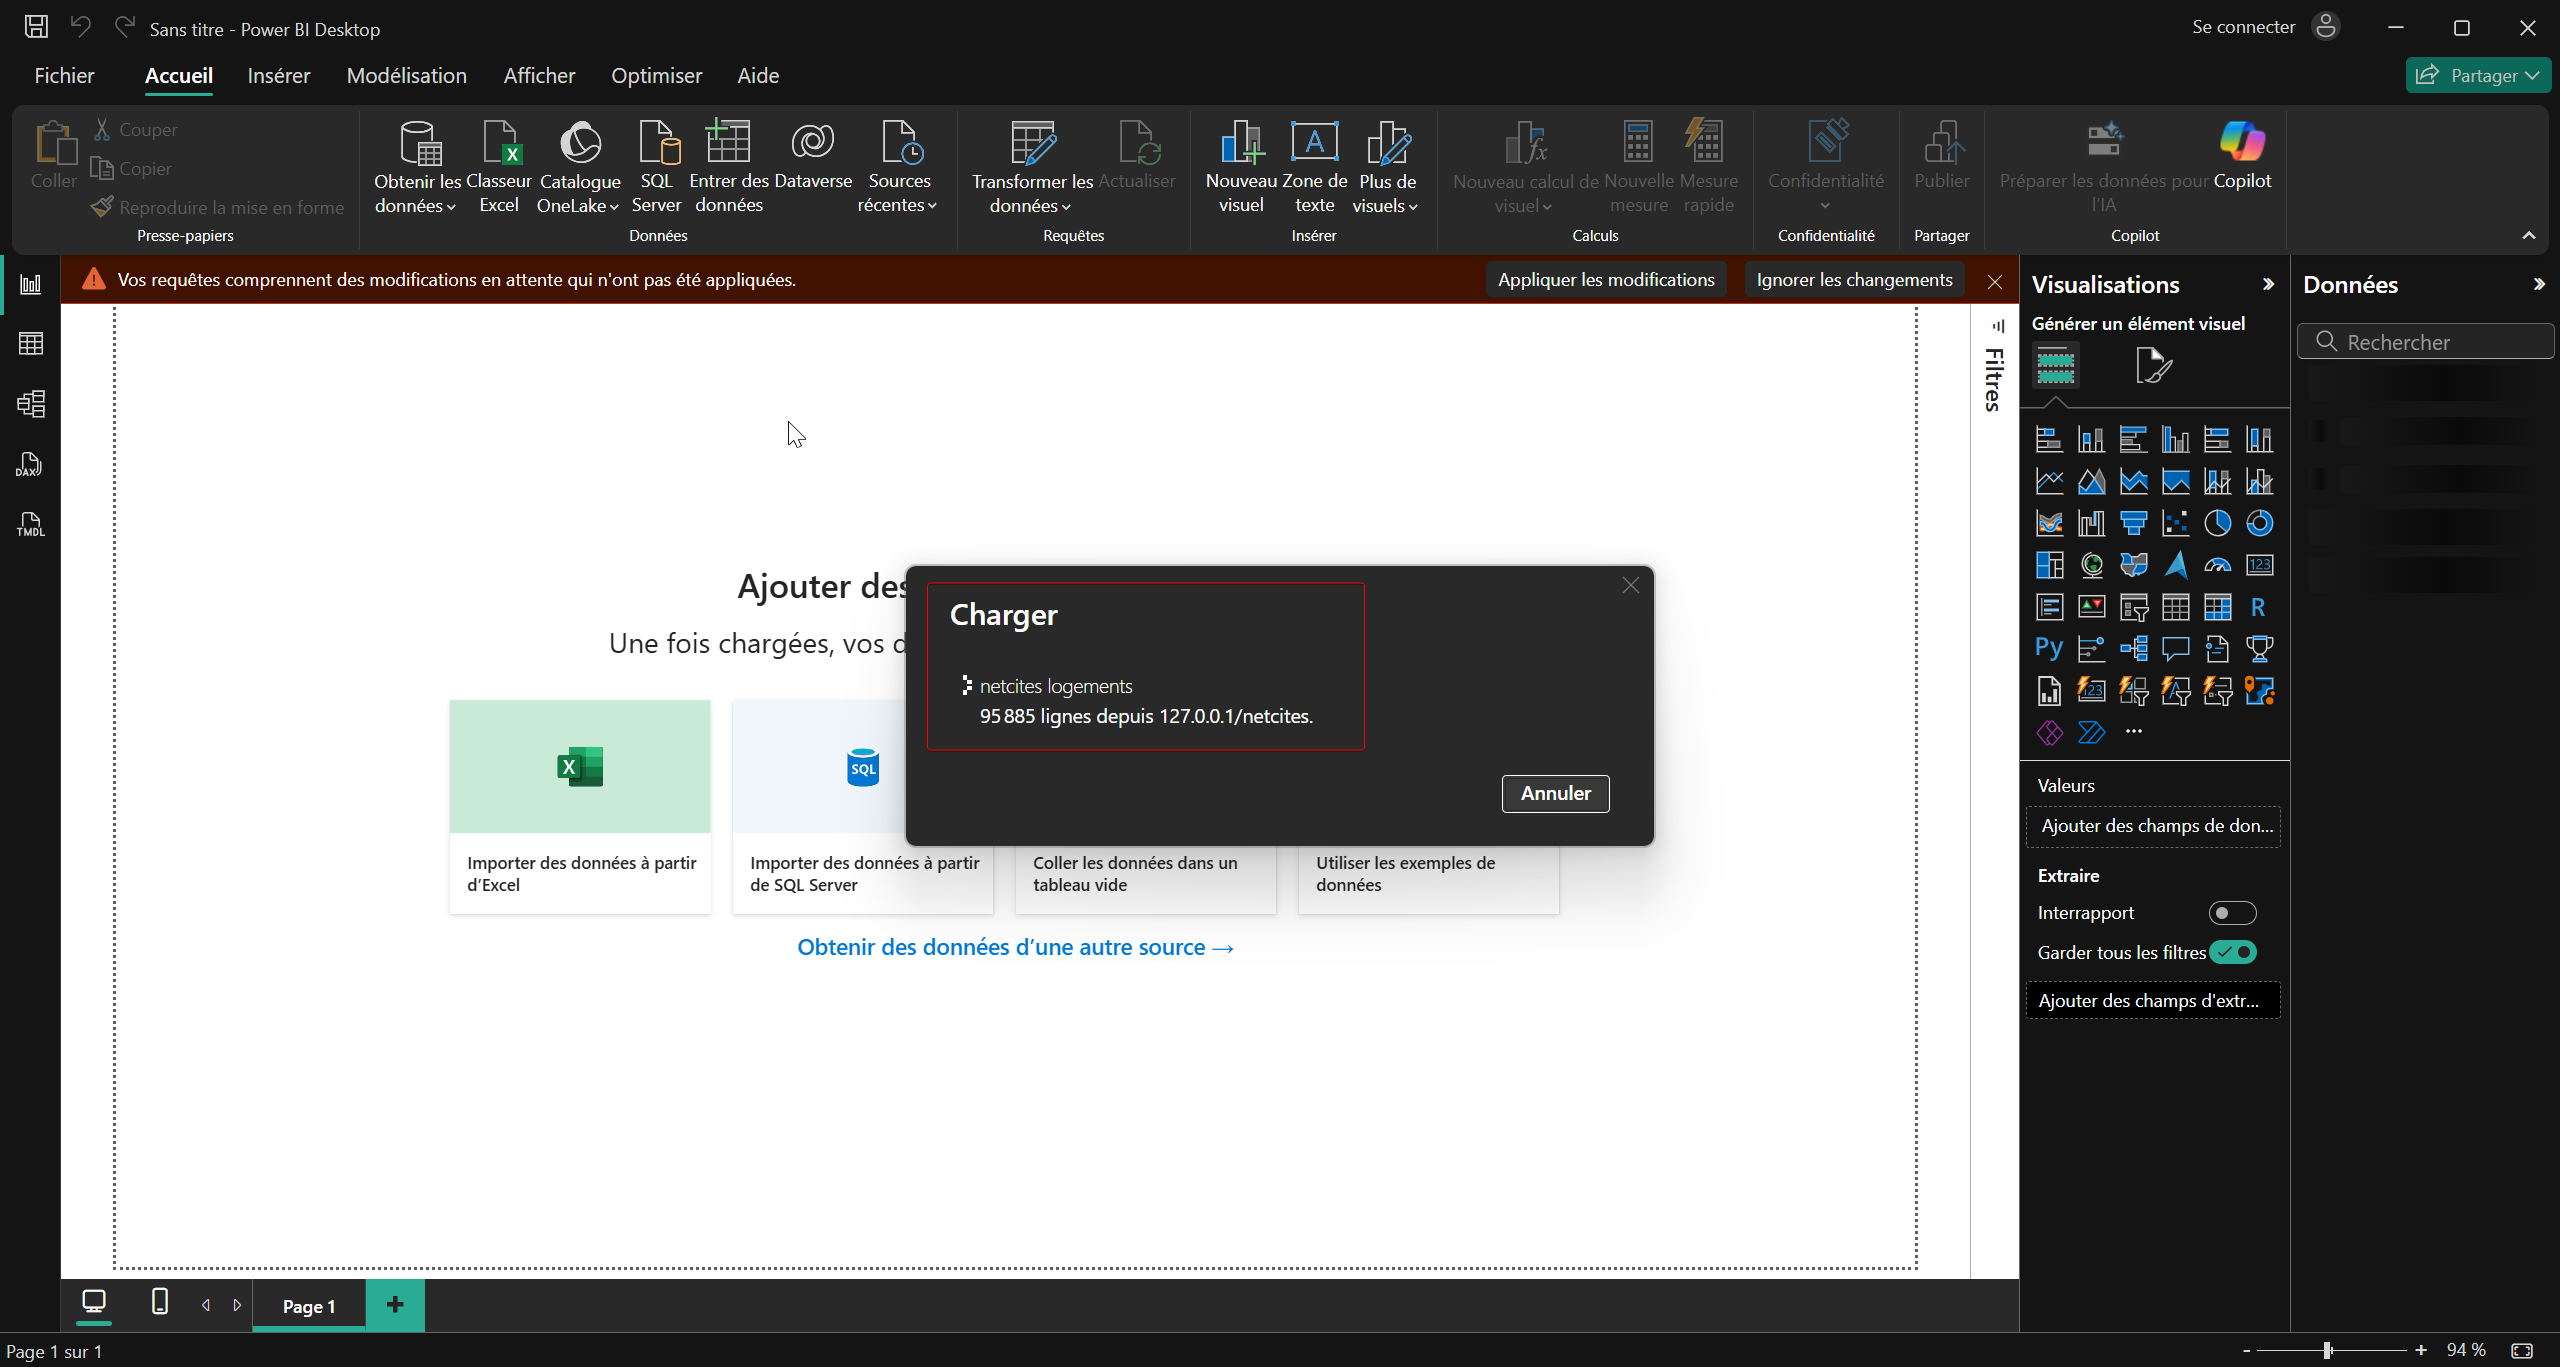 Sans titre - Power BI Desktop
Se connecter
Fichier
Accueil
Insérer
Modélisation
Afficher
Optimiser
Aide
Partager
Coller
Couper
Copier
Reproduire la mise en forme
Presse-papiers
Obtenir les données
Classeur Excel
Catalogue OneLake
SQL Server
Entrer des données
Dataverse
Sources récentes
Données
Transformer les données
Actualiser
Requêtes
Nouveau visuel
Zone de texte
Plus de visuels
Insérer
Nouveau calcul de visuel
Nouvelle mesure
Mesure rapide
Calculs
Confidentialité
Confidentialité
Publier
Partager
Préparer les données pour l'IA
Copilot
Copilot
Vos requêtes comprennent des modifications en attente qui n'ont pas été appliquées.
Appliquer les modifications
Ignorer les changements
DAX
TMDL
Filtres
Ajouter des
Une fois chargées, vos d
Charger
netcites logements
95 885 lignes depuis 127.0.0.1/netcites.
Annuler
X
SQL
Importer des données à partir
d'Excel
Importer des données à partir
de SQL Server
Coller les données dans un
tableau vide
Utiliser les exemples de
données
Obtenir des données d'une autre source →
Visualisations
Générer un élément visuel
123
R
Py
123
Valeurs
Ajouter des champs de don...
Extraire
Interrapport
Garder tous les filtres
Ajouter des champs d'extr...
Données
Rechercher
Page 1
Page 1 sur 1
- + 94 %